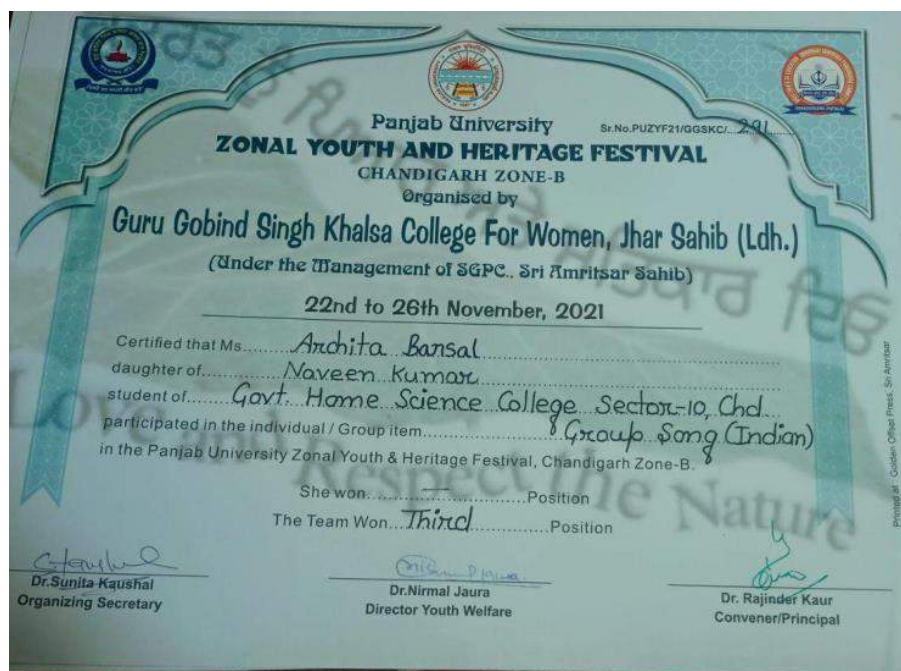 Panjab University
Sr.No.PUZYF21/GGSKC/...291......
ZONAL YOUTH AND HERITAGE FESTIVAL
CHANDIGARH ZONE-B
Organised by
Guru Gobind Singh Khalsa College For Women, Jhar Sahib (Ldh.)
(Under the Management of SGPC., Sri Amritsar Sahib)
22nd to 26th November, 2021
Certified that Ms. Archita Bansal
daughter of Naveen Kumar
student of Govt. Home Science College Sector-10, Chd.
participated in the individual / Group item Group Song (Indian)
in the Panjab University Zonal Youth & Heritage Festival, Chandigarh Zone-B.
She won.......—.......Position
The Team Won...Third.......Position
Love and Respect the Nature
Dr.Sunita Kaushal
Organizing Secretary
Dr.Nirmal Jaura
Director Youth Welfare
Dr. Rajinder Kaur
Convener/Principal
Printed at : Golden Offset Press, Sri Amritsar